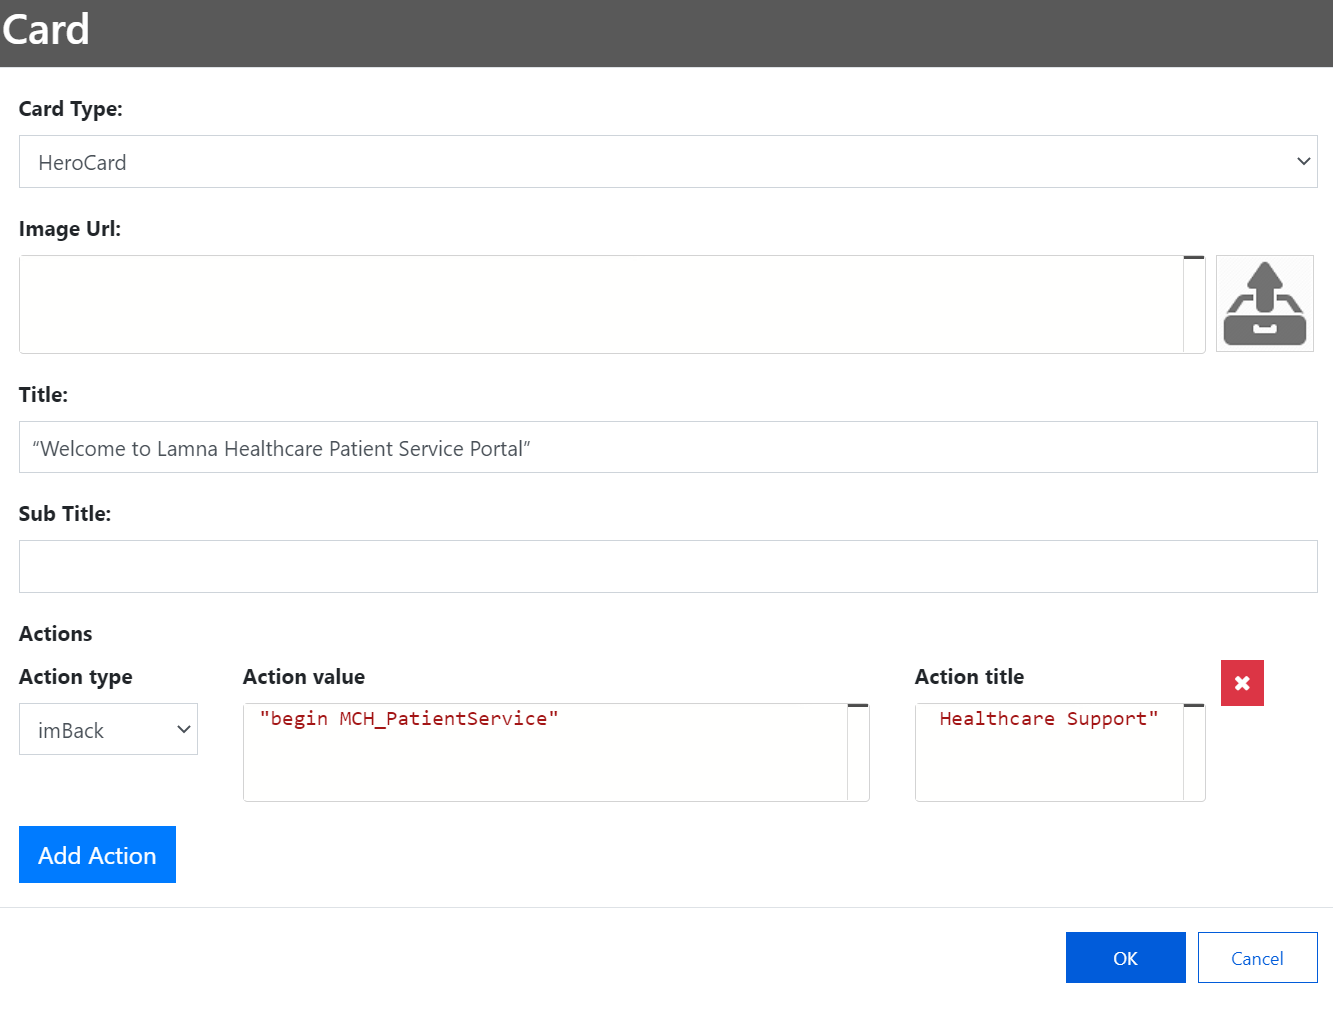 Card
Card Type:
HeroCard
Image Url:
Title:
“Welcome to Lamna Healthcare Patient Service Portal”
Sub Title:
Actions
Action type Action value Action title
imBack "begin MCH_PatientService" Healthcare Support"
Add Action
OK Cancel